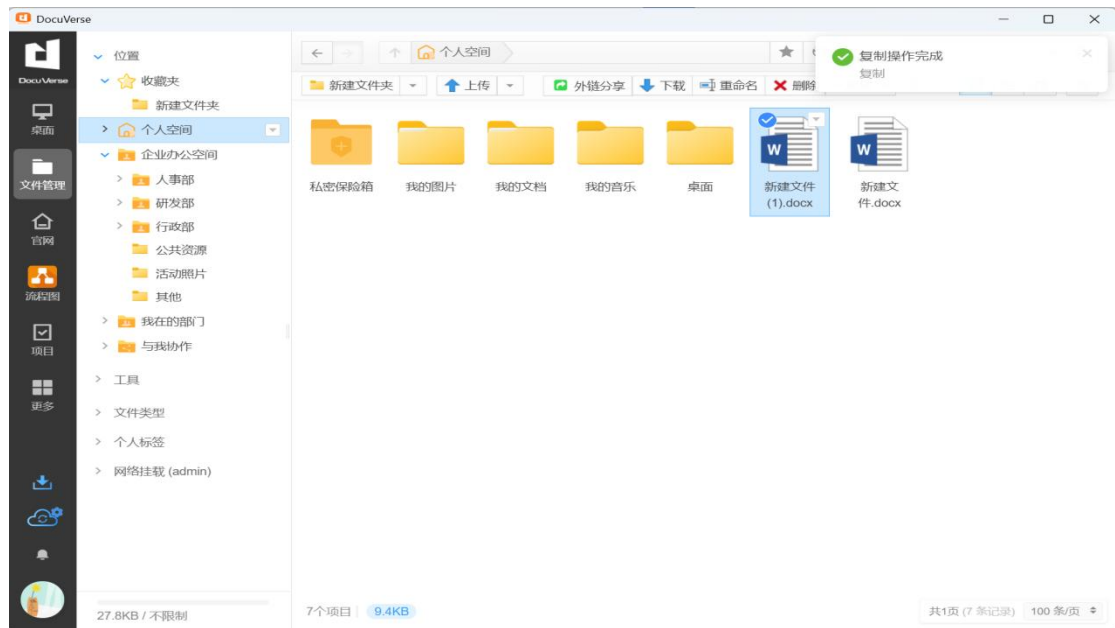 DocuVerse
DocuVerse
桌面
文件管理
官网
流程图
项目
更多
位置
收藏夹
新建文件夹
个人空间
企业办公空间
人事部
研发部
行政部
公共资源
活动照片
其他
我在的部门
与我协作
工具
文件类型
个人标签
网络挂载 (admin)
27.8KB / 不限制
个人空间
复制操作完成
复制
新建文件夹 上传 外链分享 下载 重命名 删除
私密保险箱
我的图片
我的文档
我的音乐
桌面
W
新建文件
(1).docx
W
新建文
件.docx
7个项目 9.4KB
共1页 (7 条记录) 100 条/页